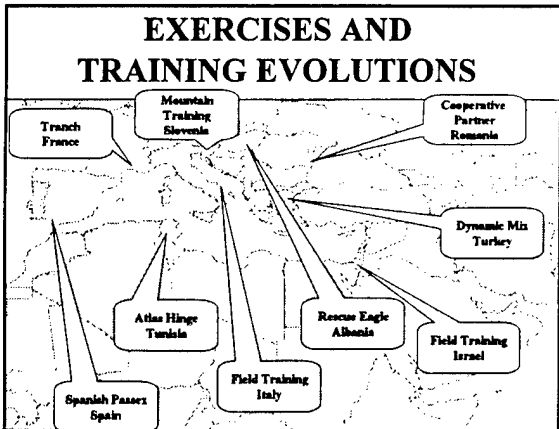 EXERCISES AND
TRAINING EVOLUTIONS
Mountain
Training
Slovenia
Cooperative
Partner
Romania
Tranch
France
Dynamic Mix
Turkey
Atlas Hinge
Tunisia
Rescue Eagle
Albania
Field Training
Israel
Field Training
Italy
Spanish Passex
Spain